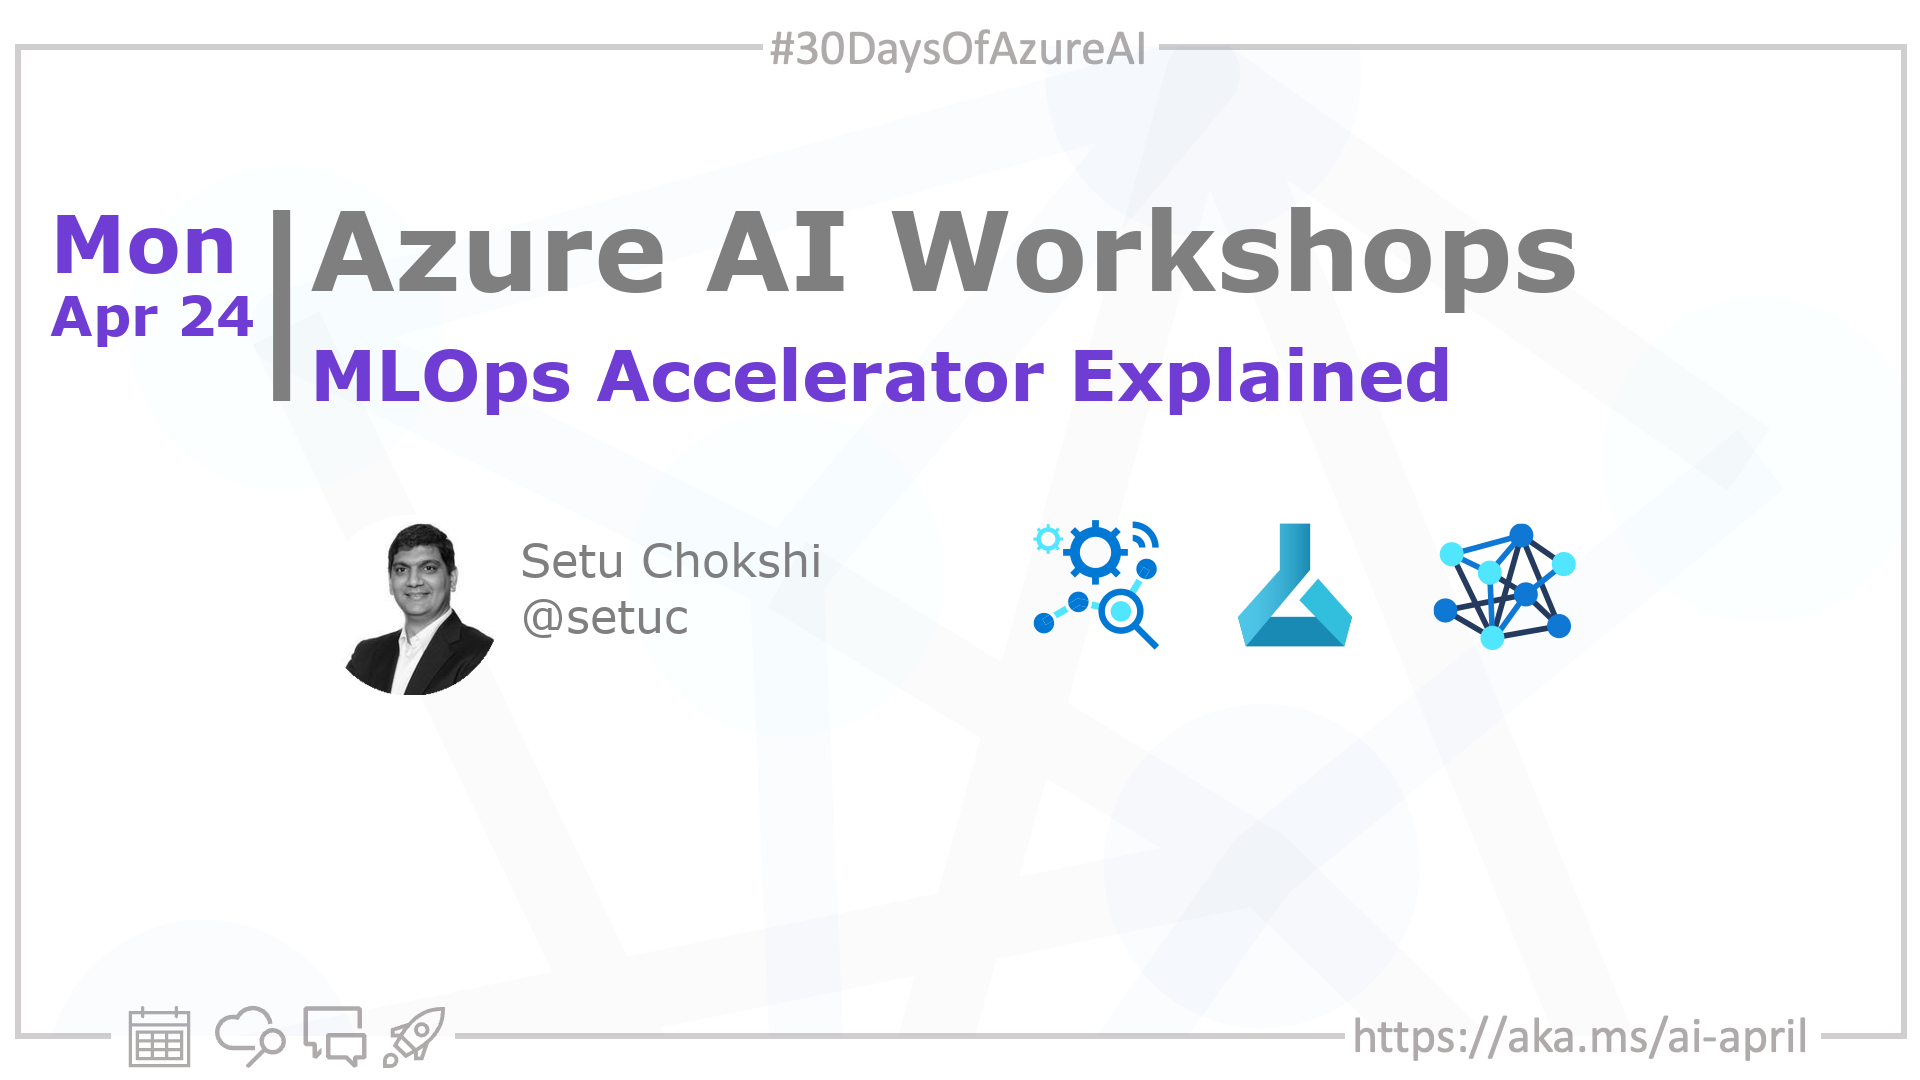 #30DaysOfAzureAI
Mon
Apr 24
Azure AI Workshops
MLOps Accelerator Explained
Setu Chokshi
@setuc
https://aka.ms/ai-april